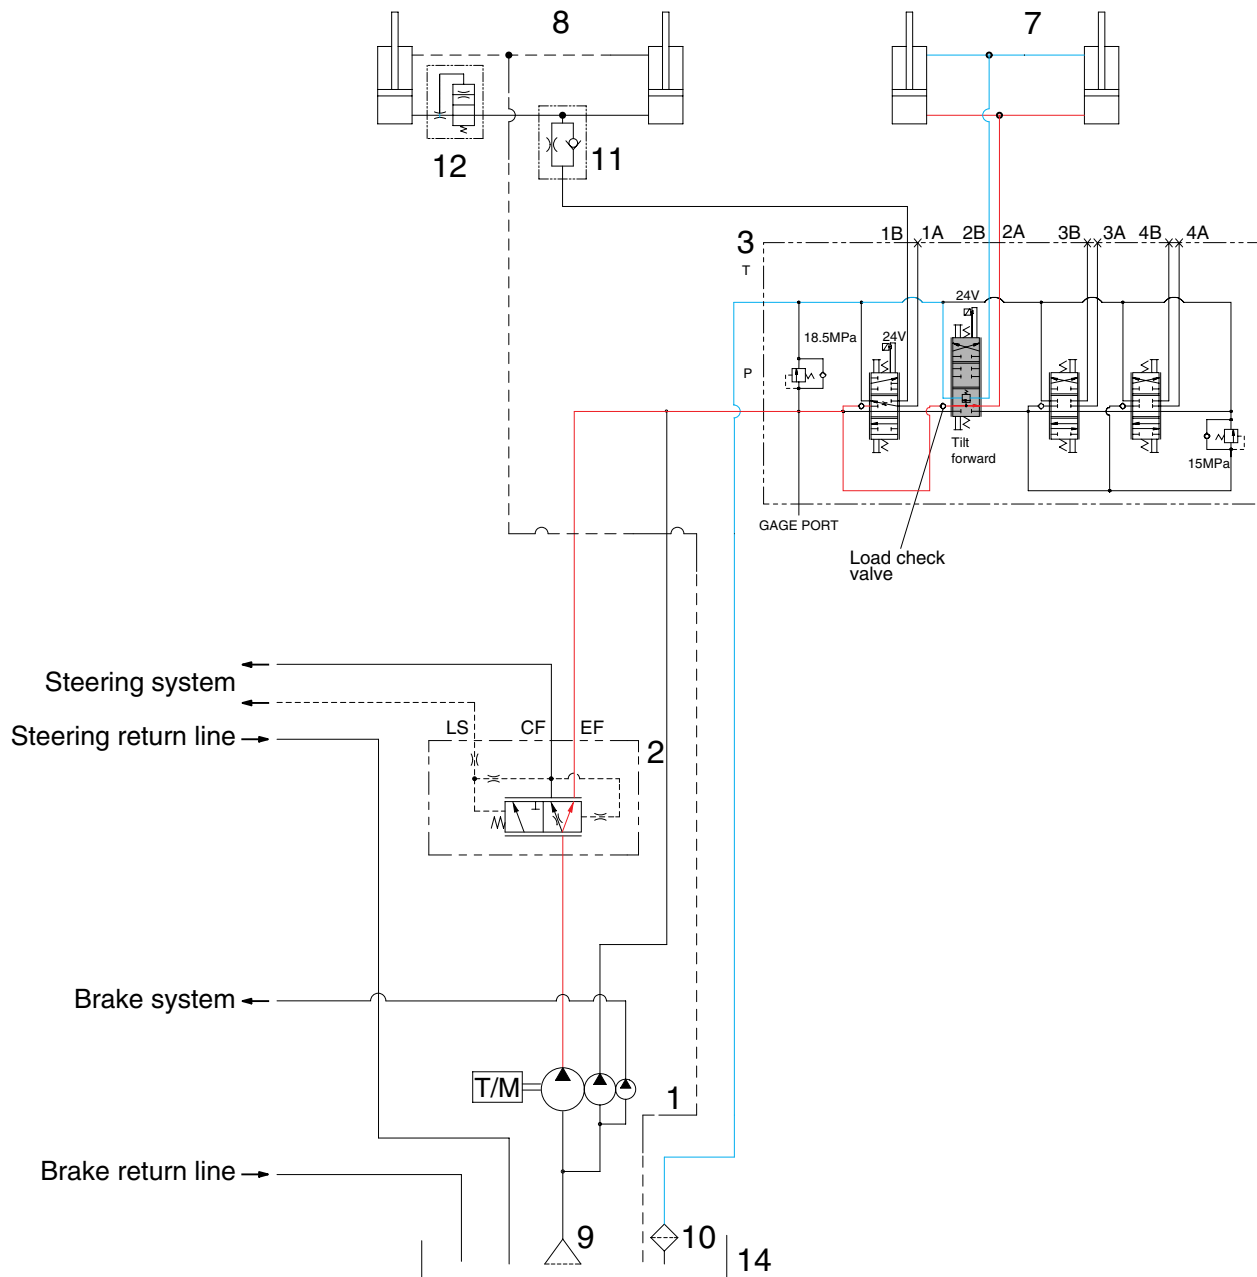 8
7
12
11
3
1B
1A
2B
2A
3B
3A
4B
4A
T
24V
18.5MPa
24V
P
Tilt
forward
15MPa
GAGE PORT
Load check
valve
Steering system
Steering return line
LS
CF
EF
2
Brake system
T/M
1
Brake return line
9
10
14